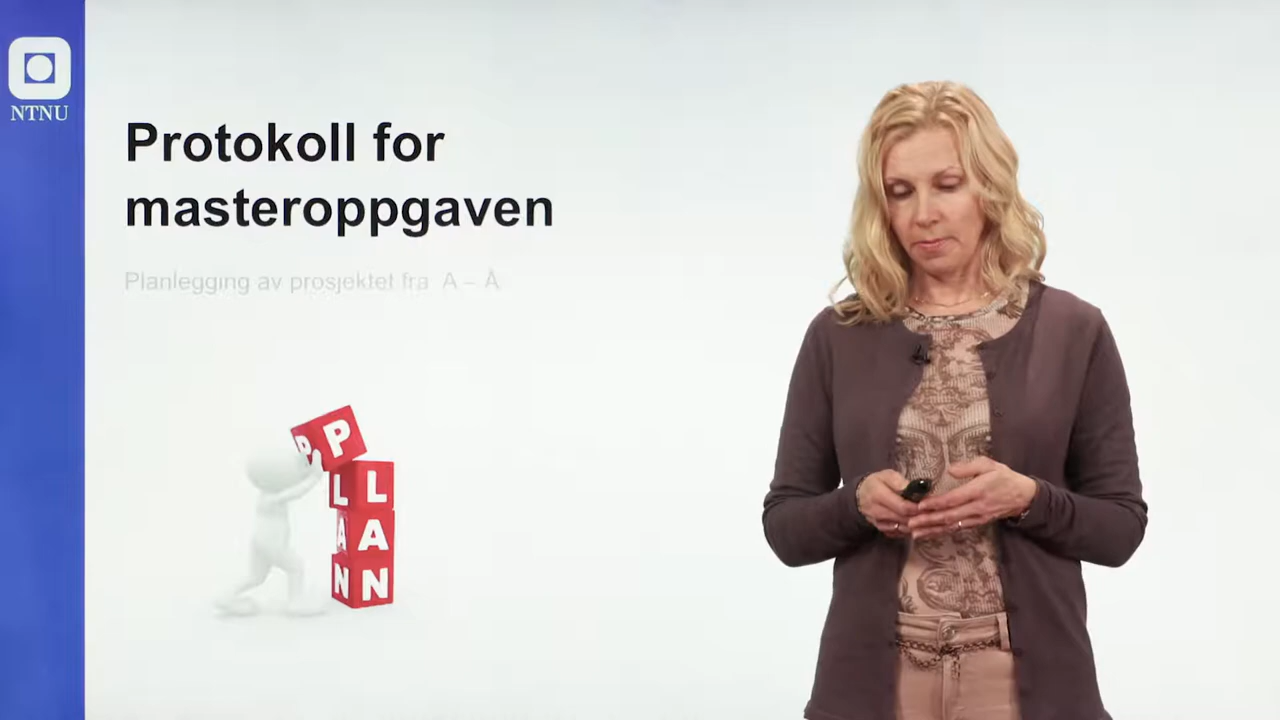 NTNU
Protokoll for
masteroppgaven
Planlegging av prosjektet fra A – Å
P P
L L
A A
N N